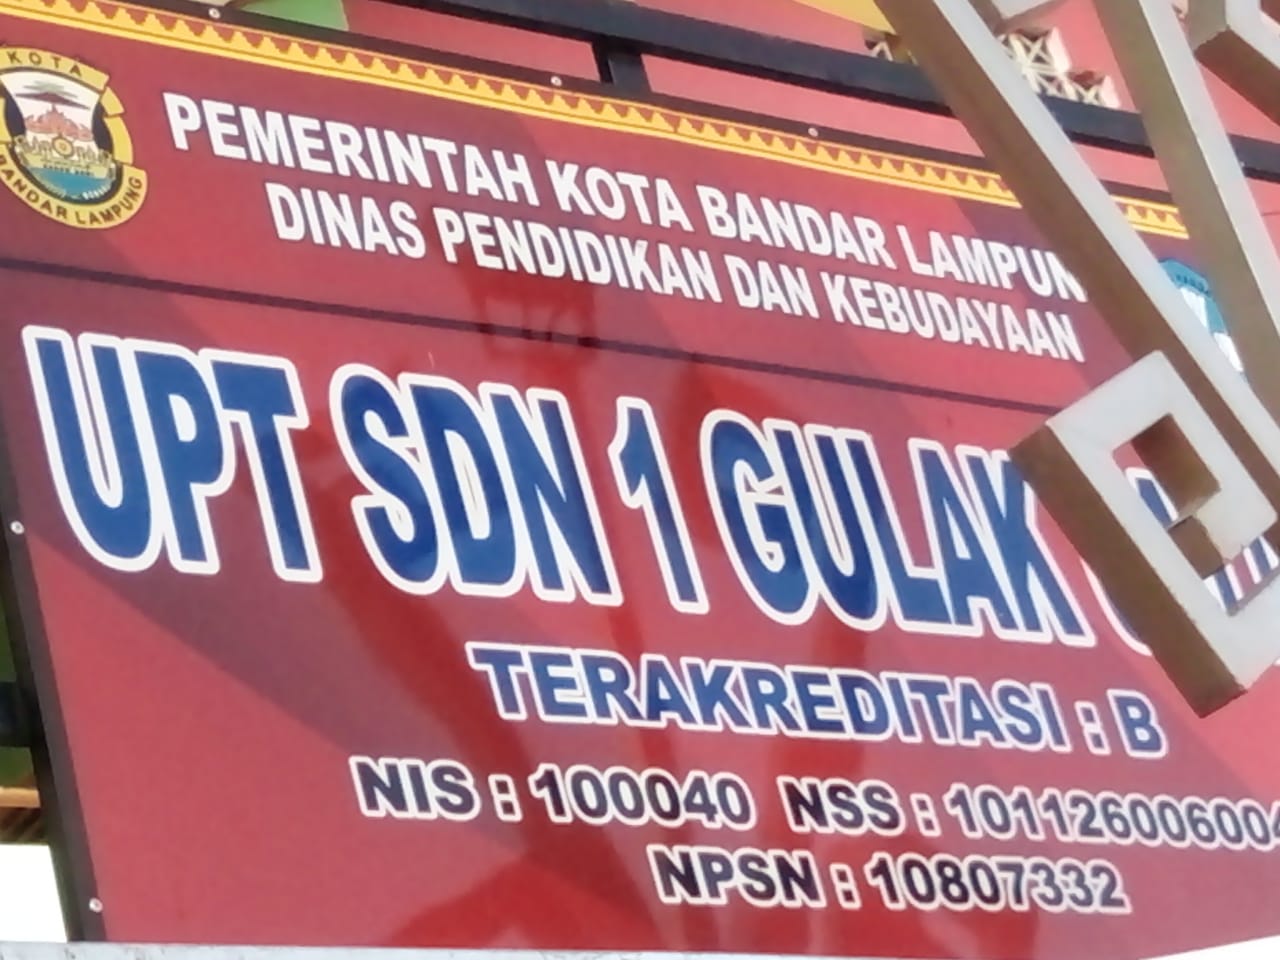 KOTA
BANDAR LAMPUNG
PEMERINTAH KOTA BANDAR LAMPUN
DINAS PENDIDIKAN DAN KEBUDAYAAN
UPT SDN 1 GULAK
TERAKREDITASI : B
NIS : 100040 NSS : 101126006004
NPSN : 10807332